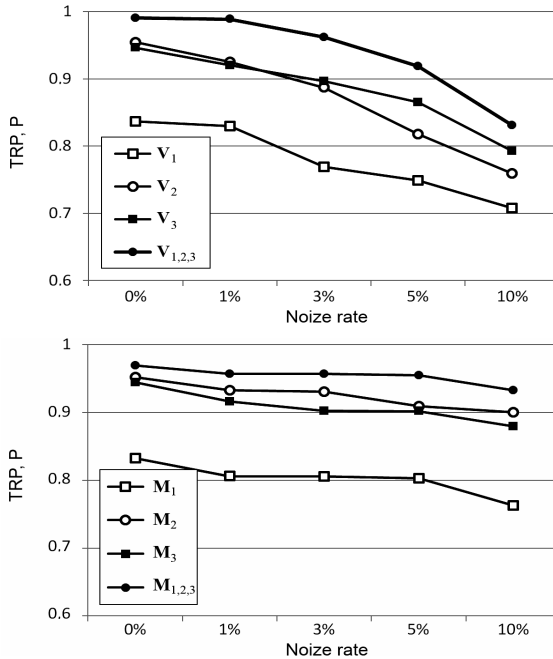 1
0.9
0.8
0.7
0.6
TRP, P
V1
V2
V3
V1,2,3
0% 1% 3% 5% 10%
Noize rate
1
0.9
0.8
0.7
0.6
TRP, P
M1
M2
M3
M1,2,3
0% 1% 3% 5% 10%
Noize rate